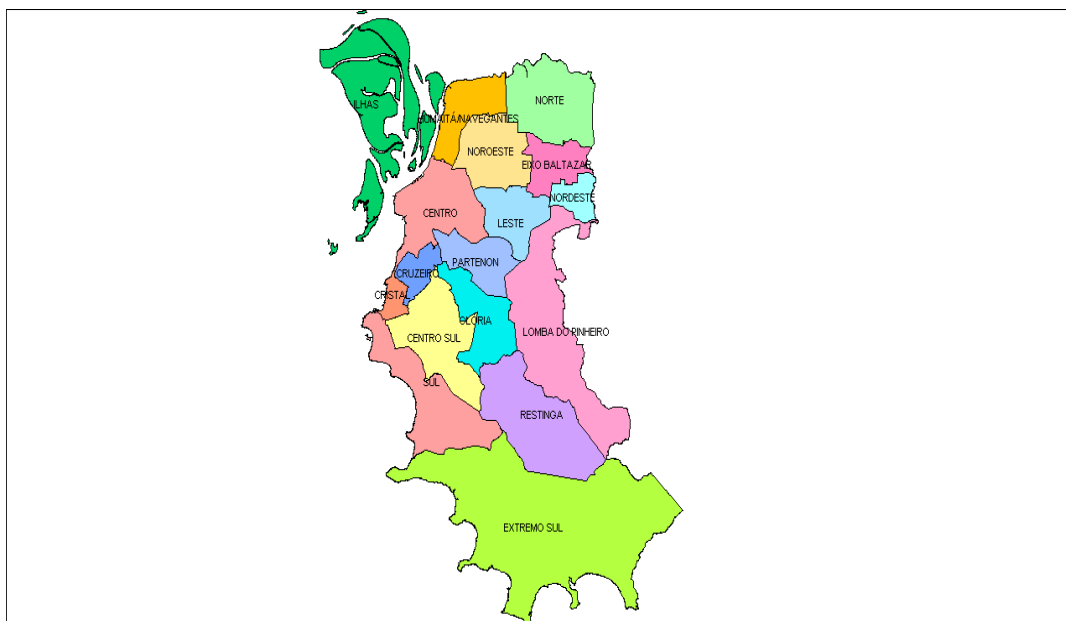 NORTE
ILHAS
HUMAITÁ/NAVEGANTES
NOROESTE
EIXO BALTAZAR
NORDESTE
CENTRO
LESTE
PARTENON
CRUZEIRO
CRISTAL
GLÓRIA
LOMBA DO PINHEIRO
CENTRO SUL
SUL
RESTINGA
EXTREMO SUL